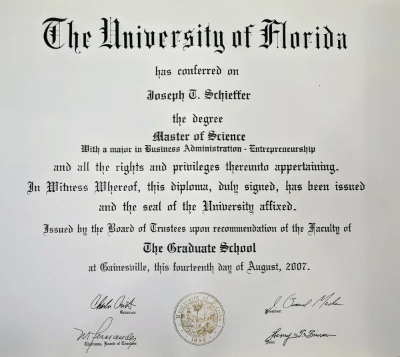 The University of Florida
has conferred on
Joseph T. Schieffer
the degree
Master of Science
With a major in Business Administration - Entrepreneurship
and all the rights and privileges thereunto appertaining.
In Witness Whereof, this diploma, duly signed, has been issued
and the seal of the University affixed.
Issued by the Board of Trustees upon recommendation of the Faculty of
The Graduate School
at Gainesville, this fourteenth day of August, 2007.
Governor
President
Chairman, Board of Trustees
Dean